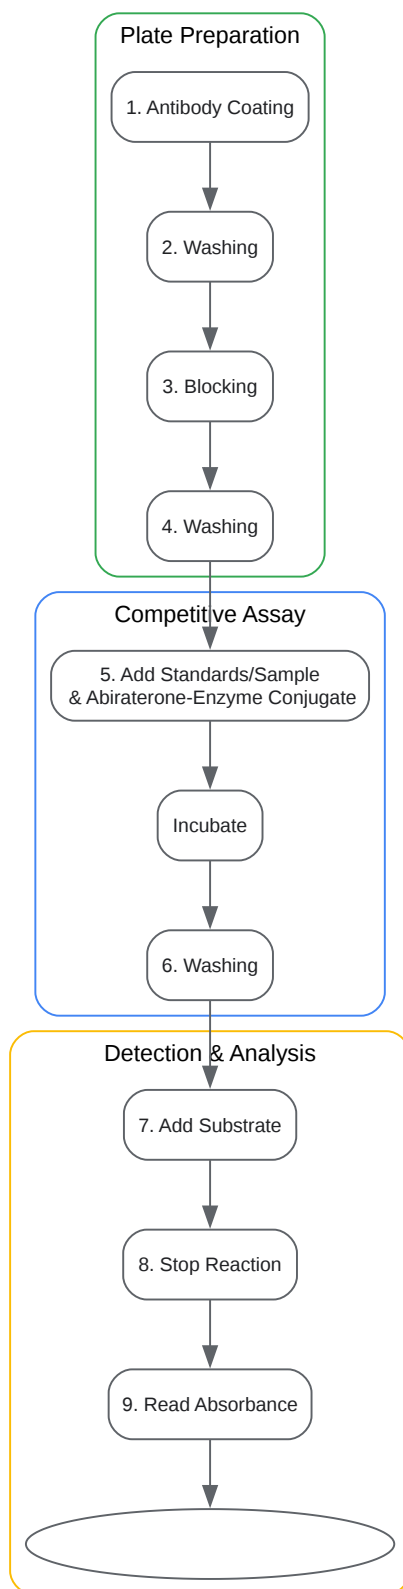 Plate Preparation
1. Antibody Coating
2. Washing
3. Blocking
4. Washing
Competitive Assay
5. Add Standards/Sample
& Abiraterone-Enzyme Conjugate
Incubate
6. Washing
Detection & Analysis
7. Add Substrate
8. Stop Reaction
9. Read Absorbance